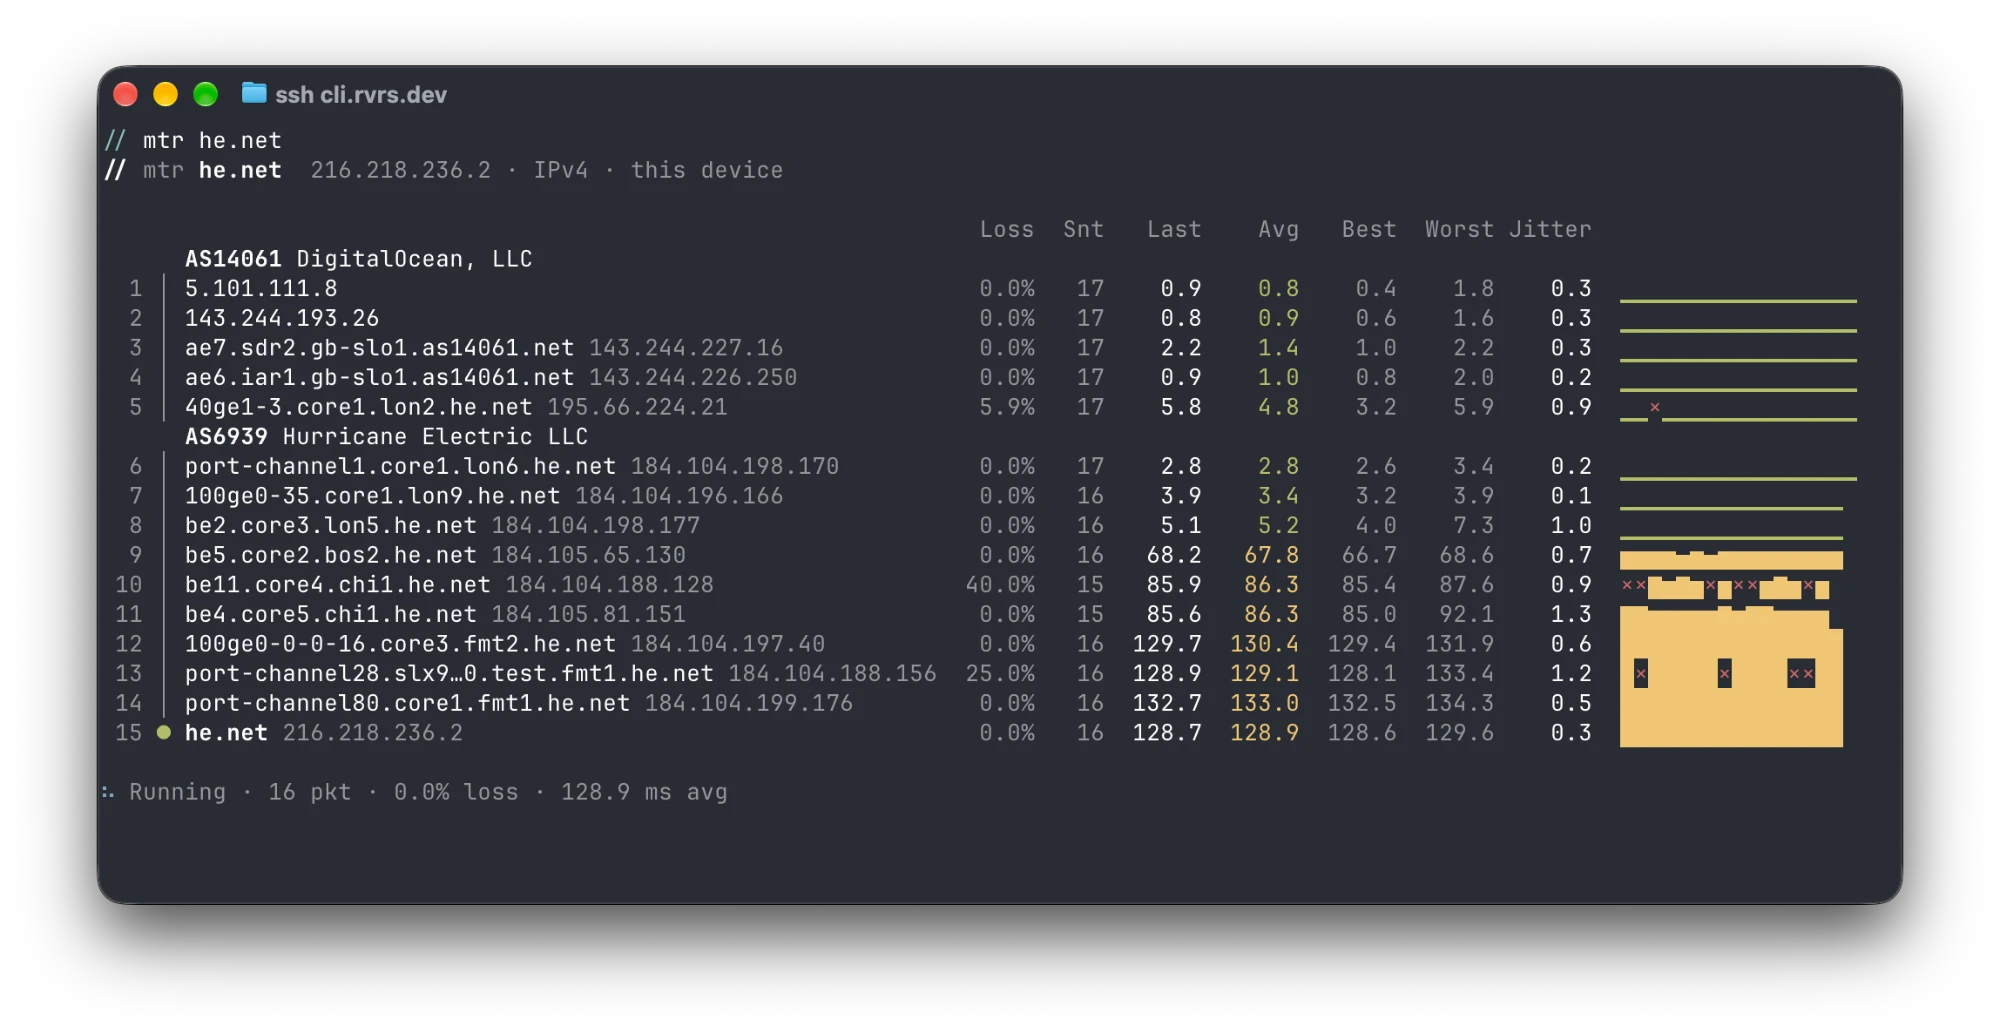 ssh cli.rvrs.dev
// mtr he.net
// mtr he.net 216.218.236.2 · IPv4 · this device
Loss Snt Last Avg Best Worst Jitter
AS14061 DigitalOcean, LLC
1 5.101.111.8 0.0% 17 0.9 0.8 0.4 1.8 0.3
2 143.244.193.26 0.0% 17 0.8 0.9 0.6 1.6 0.3
3 ae7.sdr2.gb-slo1.as14061.net 143.244.227.16 0.0% 17 2.2 1.4 1.0 2.2 0.3
4 ae6.iar1.gb-slo1.as14061.net 143.244.226.250 0.0% 17 0.9 1.0 0.8 2.0 0.2
5 40ge1-3.core1.lon2.he.net 195.66.224.21 5.9% 17 5.8 4.8 3.2 5.9 0.9 ×
AS6939 Hurricane Electric LLC
6 port-channel1.core1.lon6.he.net 184.104.198.170 0.0% 17 2.8 2.8 2.6 3.4 0.2
7 100ge0-35.core1.lon9.he.net 184.104.196.166 0.0% 16 3.9 3.4 3.2 3.9 0.1
8 be2.core3.lon5.he.net 184.104.198.177 0.0% 16 5.1 5.2 4.0 7.3 1.0
9 be5.core2.bos2.he.net 184.105.65.130 0.0% 16 68.2 67.8 66.7 68.6 0.7
10 be11.core4.chi1.he.net 184.104.188.128 40.0% 15 85.9 86.3 85.4 87.6 0.9 ×× × ×× ×
11 be4.core5.chi1.he.net 184.105.81.151 0.0% 15 85.6 86.3 85.0 92.1 1.3
12 100ge0-0-0-16.core3.fmt2.he.net 184.104.197.40 0.0% 16 129.7 130.4 129.4 131.9 0.6
13 port-channel28.slx9…0.test.fmt1.he.net 184.104.188.156 25.0% 16 128.9 129.1 128.1 133.4 1.2 × × ××
14 port-channel80.core1.fmt1.he.net 184.104.199.176 0.0% 16 132.7 133.0 132.5 134.3 0.5
15 ● he.net 216.218.236.2 0.0% 16 128.7 128.9 128.6 129.6 0.3
Running · 16 pkt · 0.0% loss · 128.9 ms avg